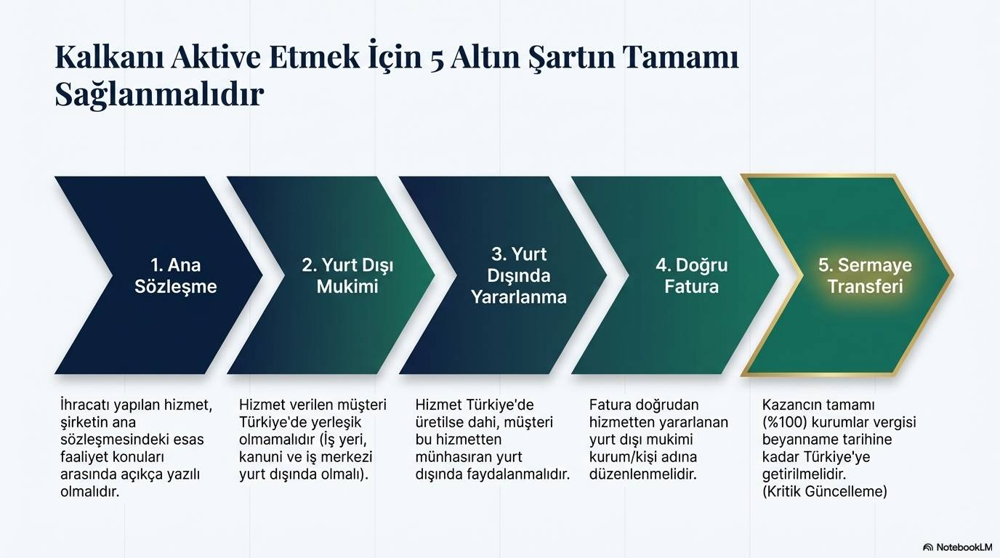 Kalkanı Aktive Etmek İçin 5 Altın Şartın Tamamı
Sağlanmalıdır
1. Ana
Sözleşme
2. Yurt Dışı
Mukimi
3. Yurt
Dışında
Yararlanma
4. Doğru
Fatura
5. Sermaye
Transferi
İhracatı yapılan hizmet,
şirketin ana
sözleşmesindeki esas
faaliyet konuları
arasında açıkça yazılı
olmalıdır.
Hizmet verilen müşteri
Türkiye'de yerleşik
olmamalıdır (İş yeri,
kanuni ve iş merkezi
yurt dışında olmalı).
Hizmet Türkiye'de
üretilse dahi, müşteri
bu hizmetten
münhasıran yurt
dışında faydalanmalıdır.
Fatura doğrudan
hizmetten yararlanan
yurt dışı mukimi
kurum/kişi adına
düzenlenmelidir.
Kazancın tamamı
(%100) kurumlar vergisi
beyanname tarihine
kadar Türkiye'ye
getirilmelidir.
(Kritik Güncelleme)
NotebookLM